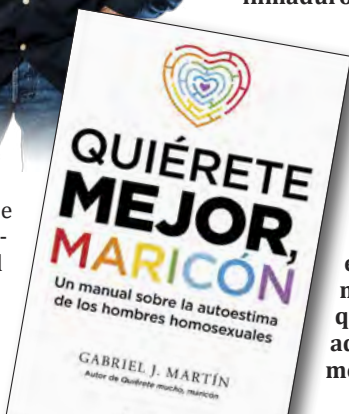 QUIÉRETE
MEJOR,
MARICÓN
Un manual sobre la autoestima
de los hombres homosexuales
GABRIEL J. MARTÍN
Autor de Quiérete mucho, maricón